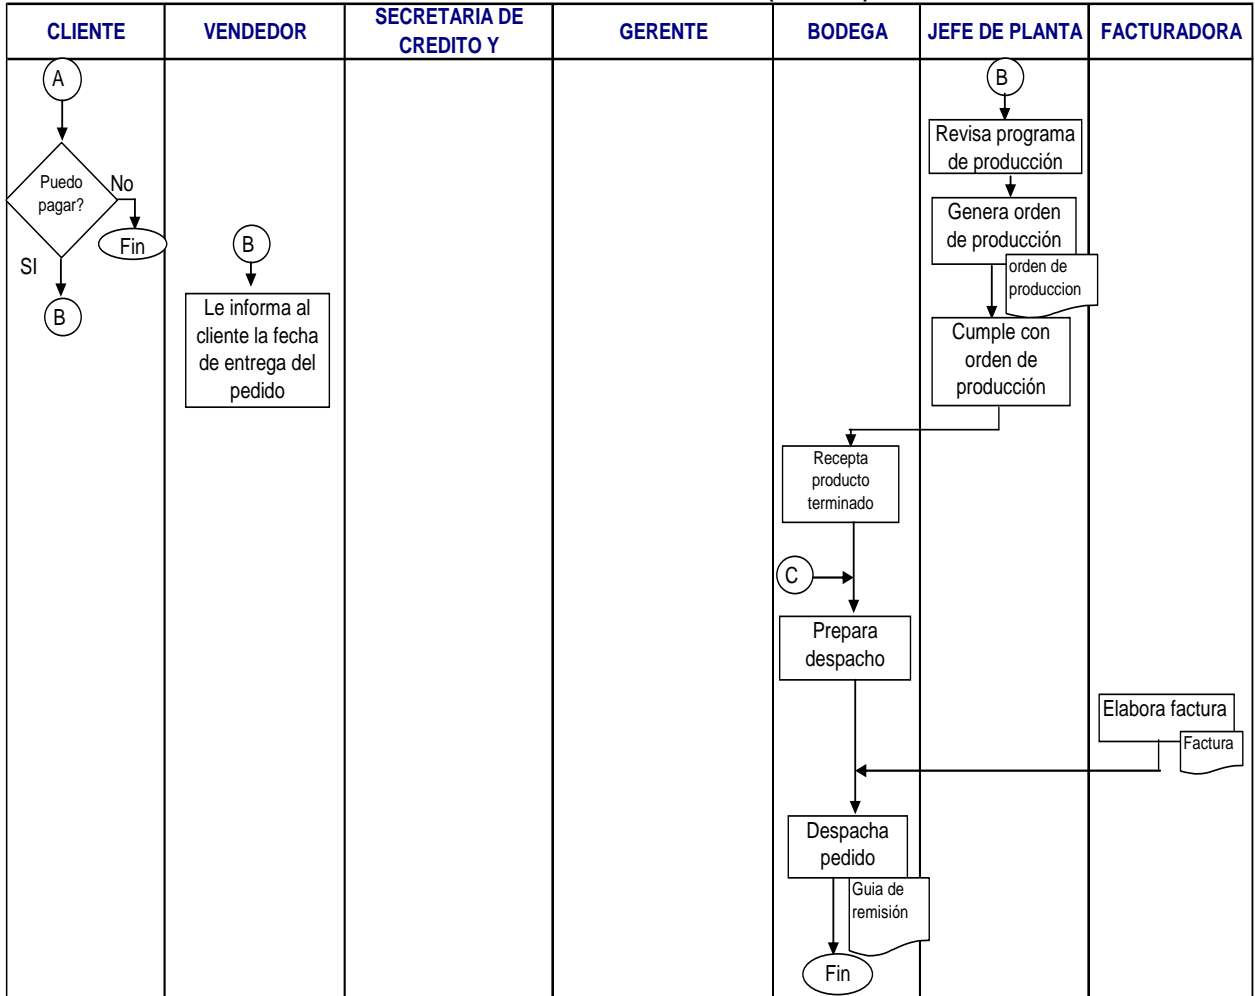 CLIENTE
VENDEDOR
SECRETARIA DE
CREDITO Y
GERENTE
BODEGA
JEFE DE PLANTA
FACTURADORA
A
Puedo
pagar?
No
Fin
SI
B
B
Le informa al
cliente la fecha
de entrega del
pedido
B
Revisa programa
de producción
Genera orden
de producción
orden de
produccion
Cumple con
orden de
producción
Recepta
producto
terminado
C
Prepara
despacho
Elabora factura
Factura
Despacha
pedido
Guia de
remisión
Fin